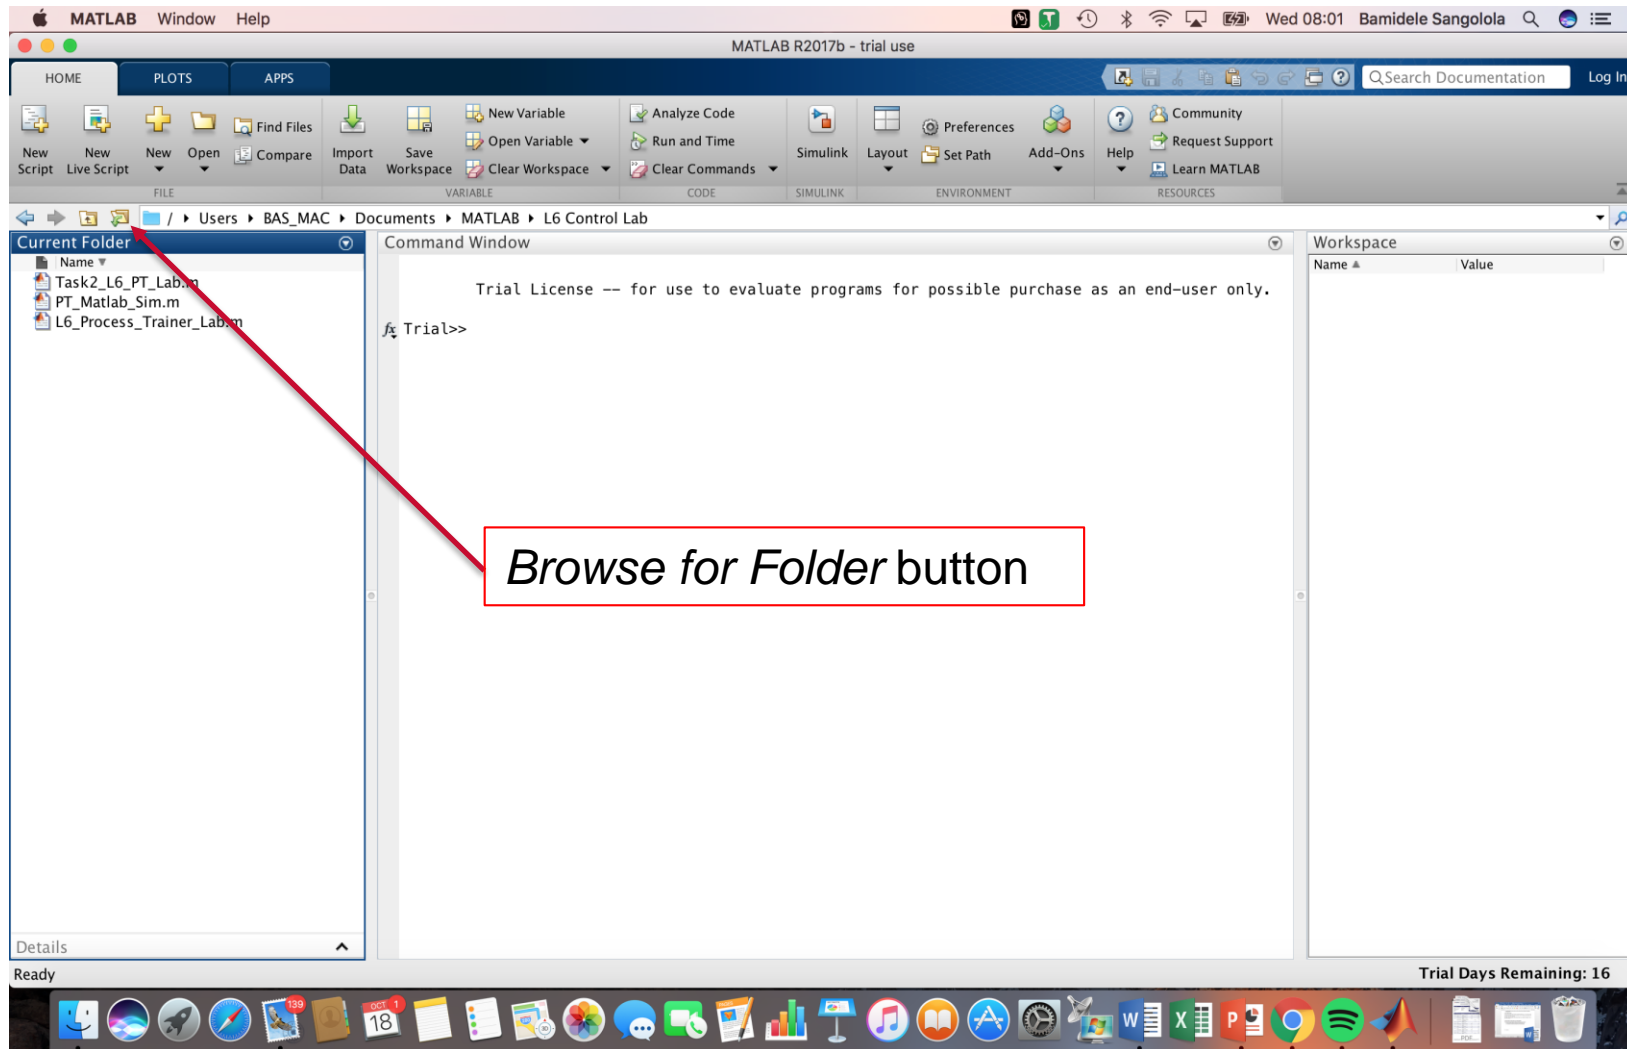 MATLAB Window Help Wed 08:01 Bamidele Sangolola
MATLAB R2017b - trial use
HOME PLOTS APPS Search Documentation Log In
New Script
New Live Script
New
Open
Find Files
Compare
FILE
Import Data
Save Workspace
New Variable
Open Variable
Clear Workspace
VARIABLE
Analyze Code
Run and Time
Clear Commands
CODE
Simulink
SIMULINK
Layout
Preferences
Set Path
Add-Ons
ENVIRONMENT
Help
Community
Request Support
Learn MATLAB
RESOURCES
/ Users BAS_MAC Documents MATLAB L6 Control Lab
Current Folder
Name
Task2_L6_PT_Lab.m
PT_Matlab_Sim.m
L6_Process_Trainer_Lab.m
Command Window
Trial License -- for use to evaluate programs for possible purchase as an end-user only.
fx Trial>>
Workspace
Name Value
Browse for Folder button
Details
Ready
Trial Days Remaining: 16
139
OCT
18
1